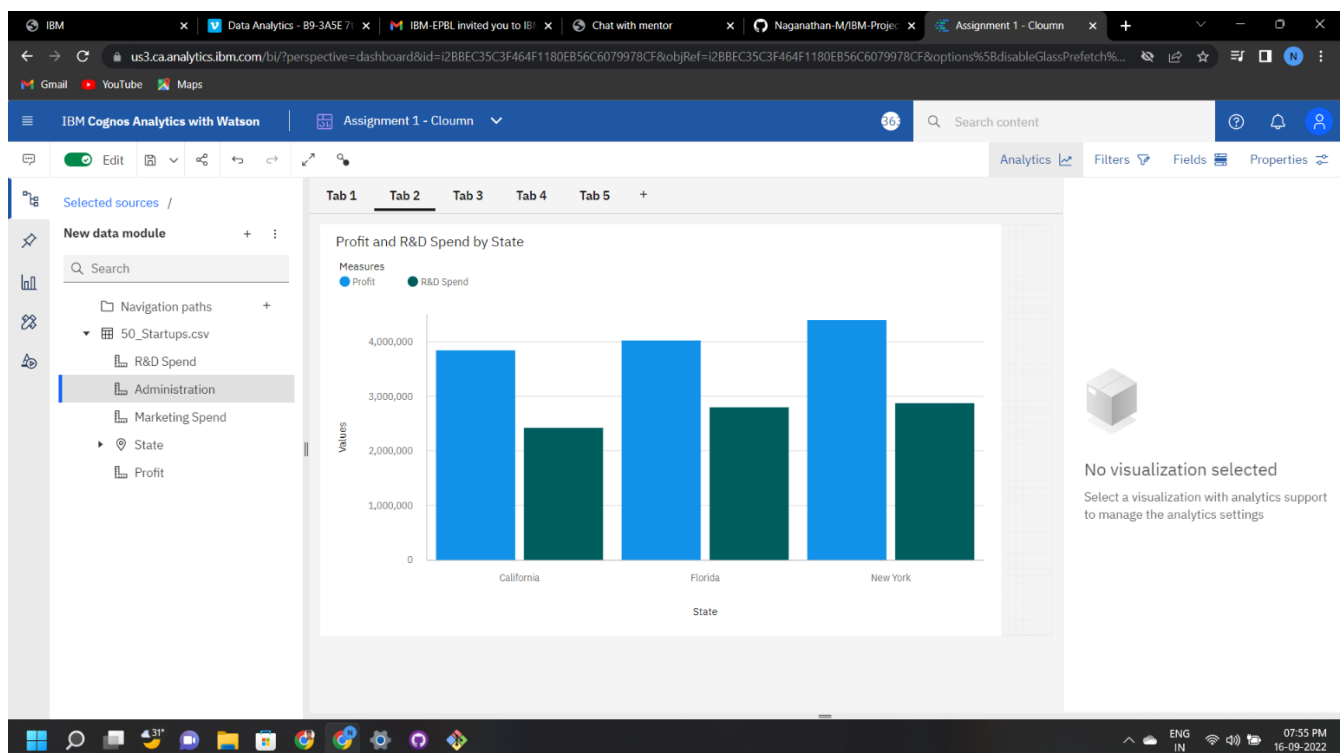 IBM
Data Analytics - B9-3A5E 7
IBM-EPBL invited you to IB
Chat with mentor
Naganathan-M/IBM-Projec
Assignment 1 - Cloumn
us3.ca.analytics.ibm.com/bi/?perspective=dashboard&id=i2BBEC35C3F464F1180EB56C6079978CF&objRef=i2BBEC35C3F464F1180EB56C6079978CF&options%5BdisableGlassPrefetch%...
N
Gmail YouTube Maps
IBM Cognos Analytics with Watson
Assignment 1 - Cloumn
36
Search content
Edit
Analytics Filters Fields Properties
Selected sources /
New data module
Search
Navigation paths
50_Startups.csv
R&D Spend
Administration
Marketing Spend
State
Profit
Tab 1 Tab 2 Tab 3 Tab 4 Tab 5 +
Profit and R&D Spend by State
Measures
Profit R&D Spend
Values
4,000,000
3,000,000
2,000,000
1,000,000
0
California Florida New York
State
No visualization selected
Select a visualization with analytics support
to manage the analytics settings
31°
ENG
IN
07:55 PM
16-09-2022